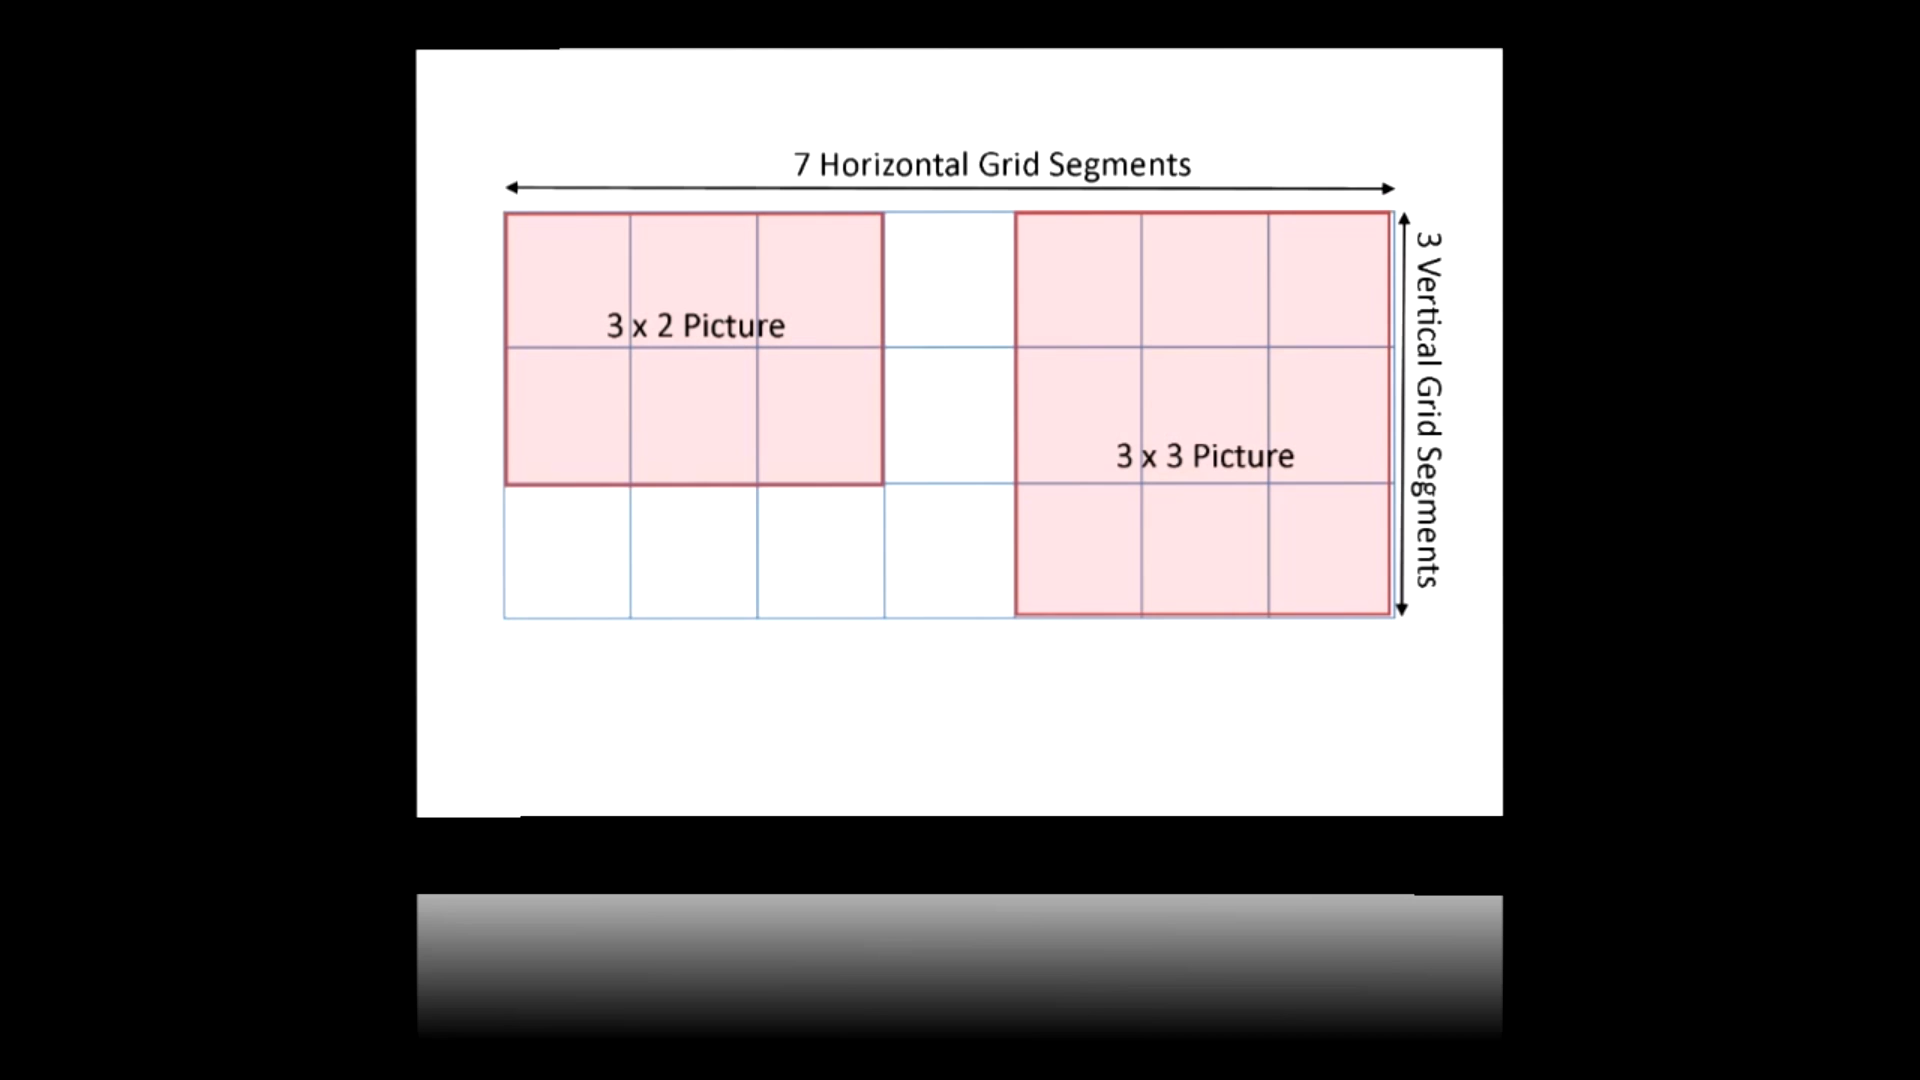 7 Horizontal Grid Segments
3 x 2 Picture
3 x 3 Picture
3 Vertical Grid Segments